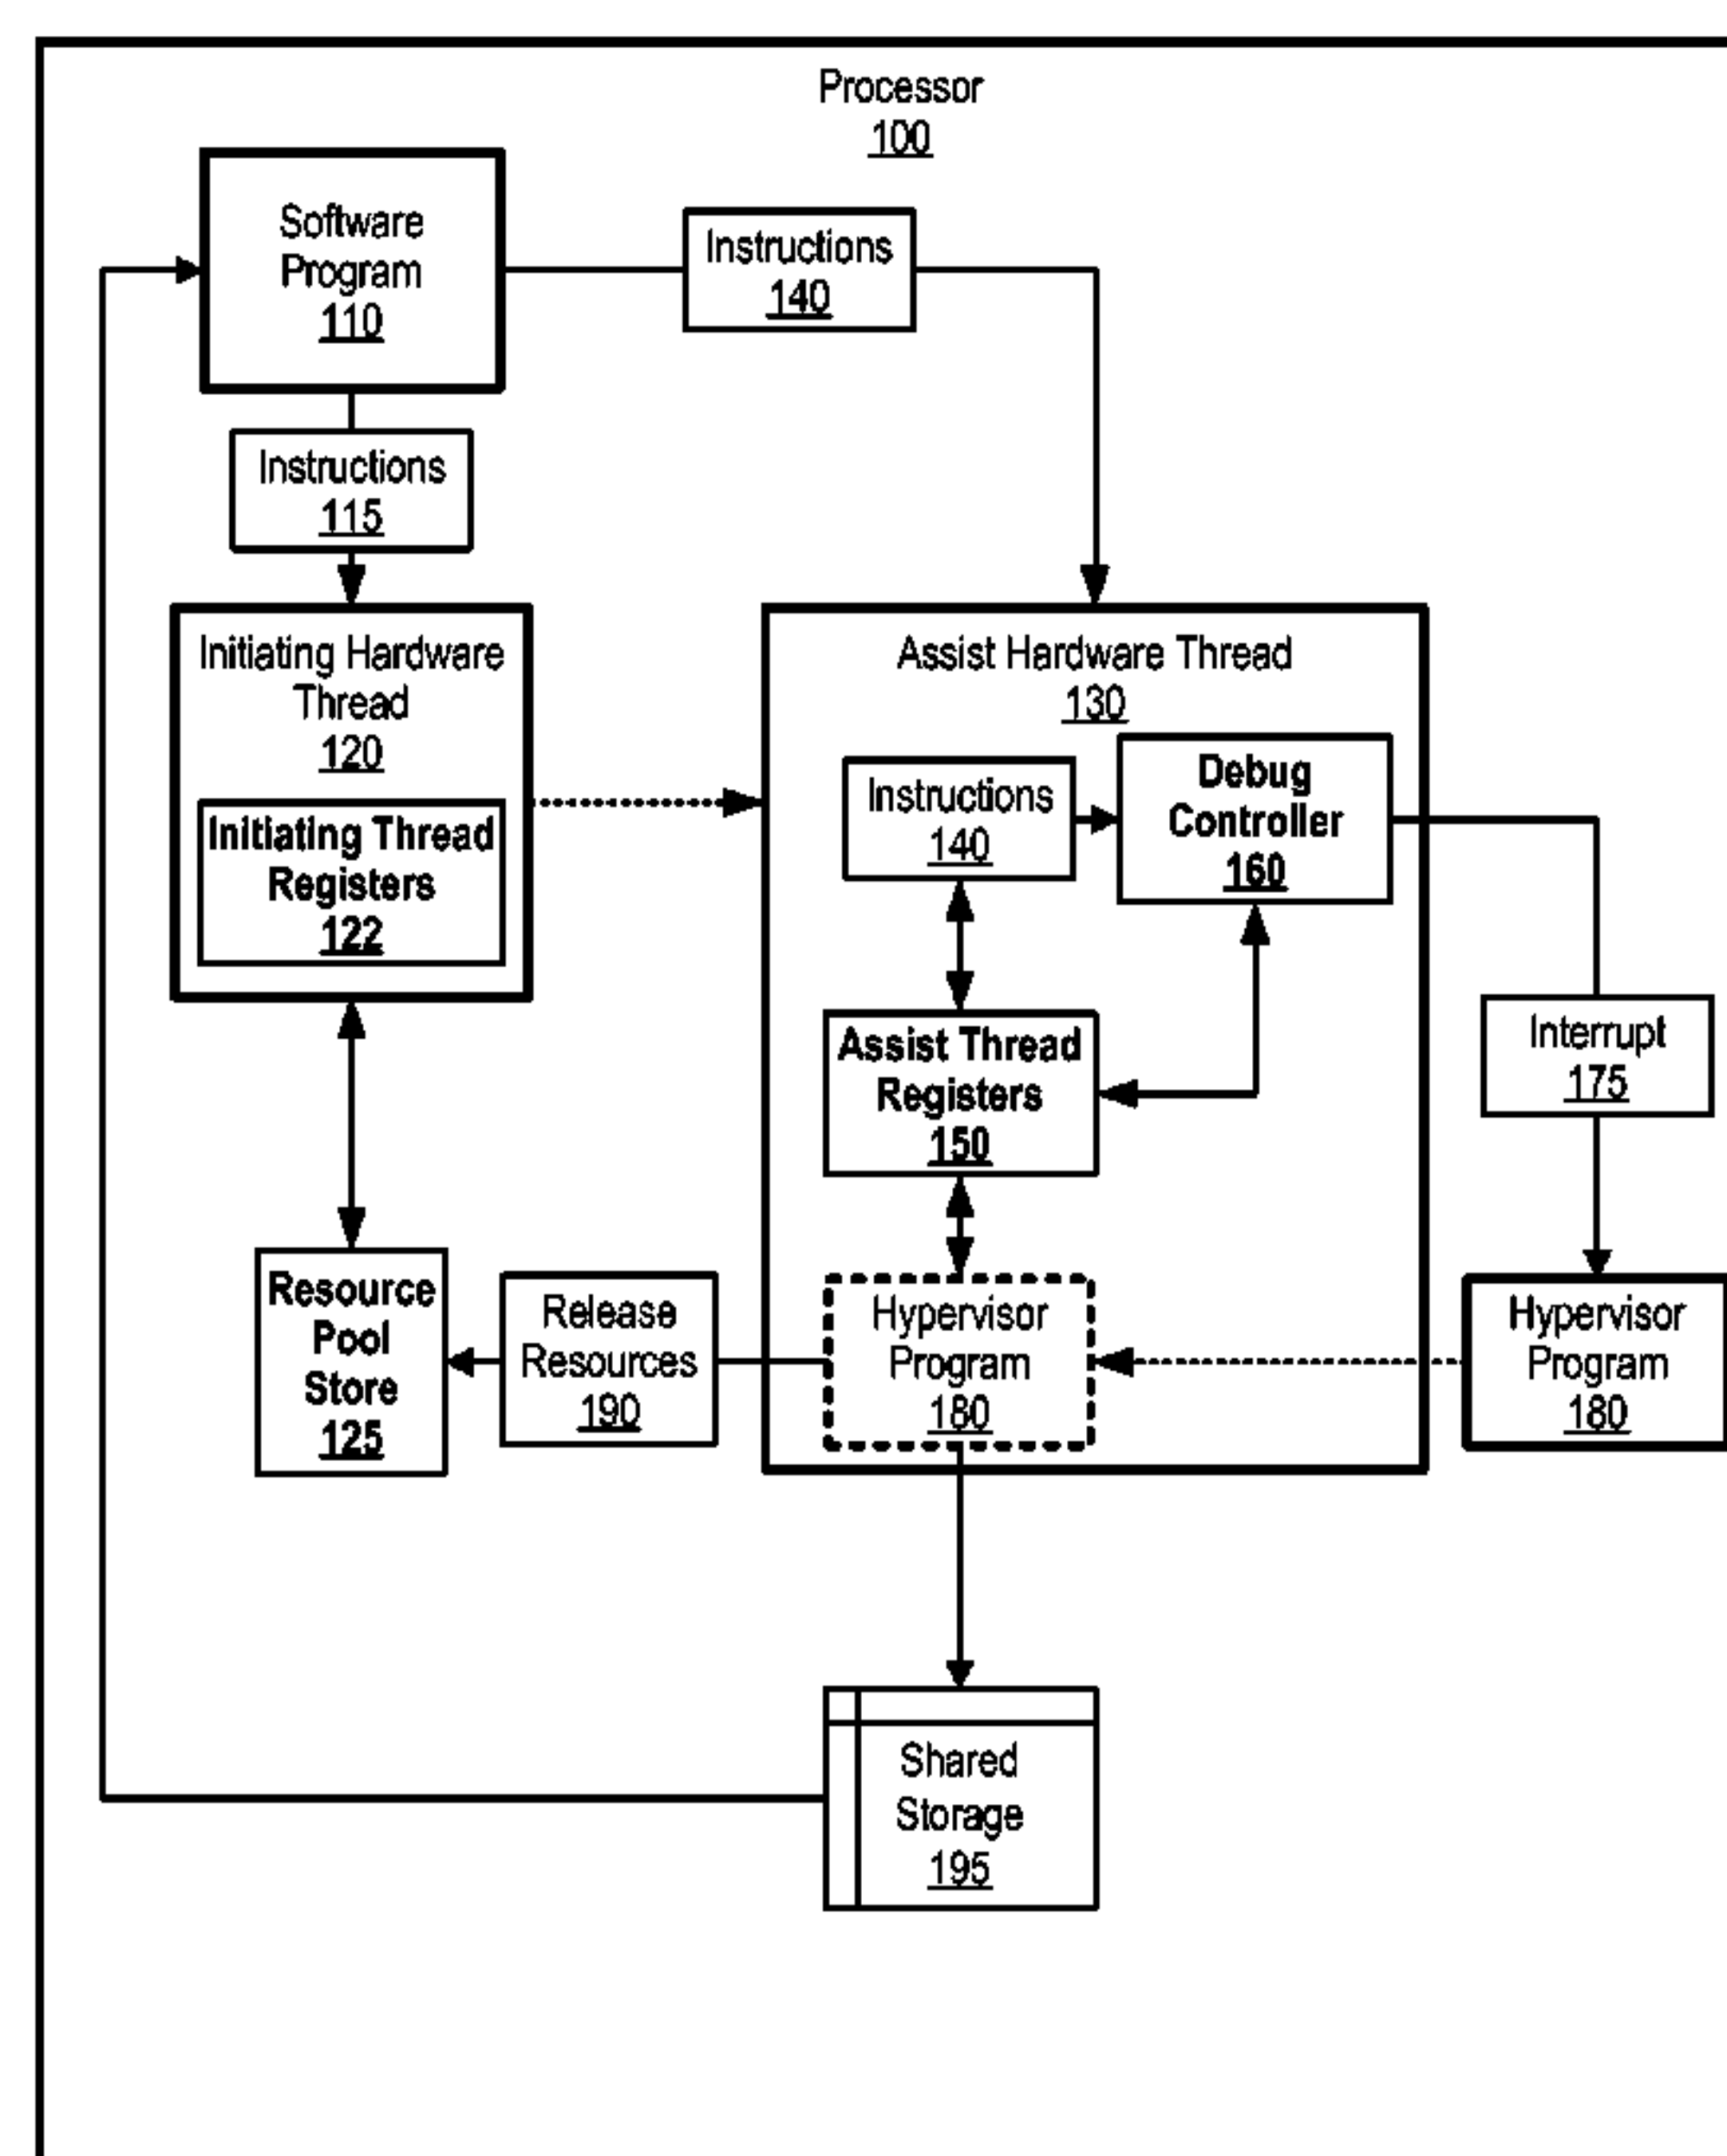 Processor
100
Software
Program
110
Instructions
140
Instructions
115
Initiating Hardware
Thread
120
Initiating Thread
Registers
122
Assist Hardware Thread
130
Instructions
140
Debug
Controller
160
Assist Thread
Registers
150
Interrupt
175
Resource
Pool
Store
125
Release
Resources
190
Hypervisor
Program
180
Hypervisor
Program
180
Shared
Storage
195